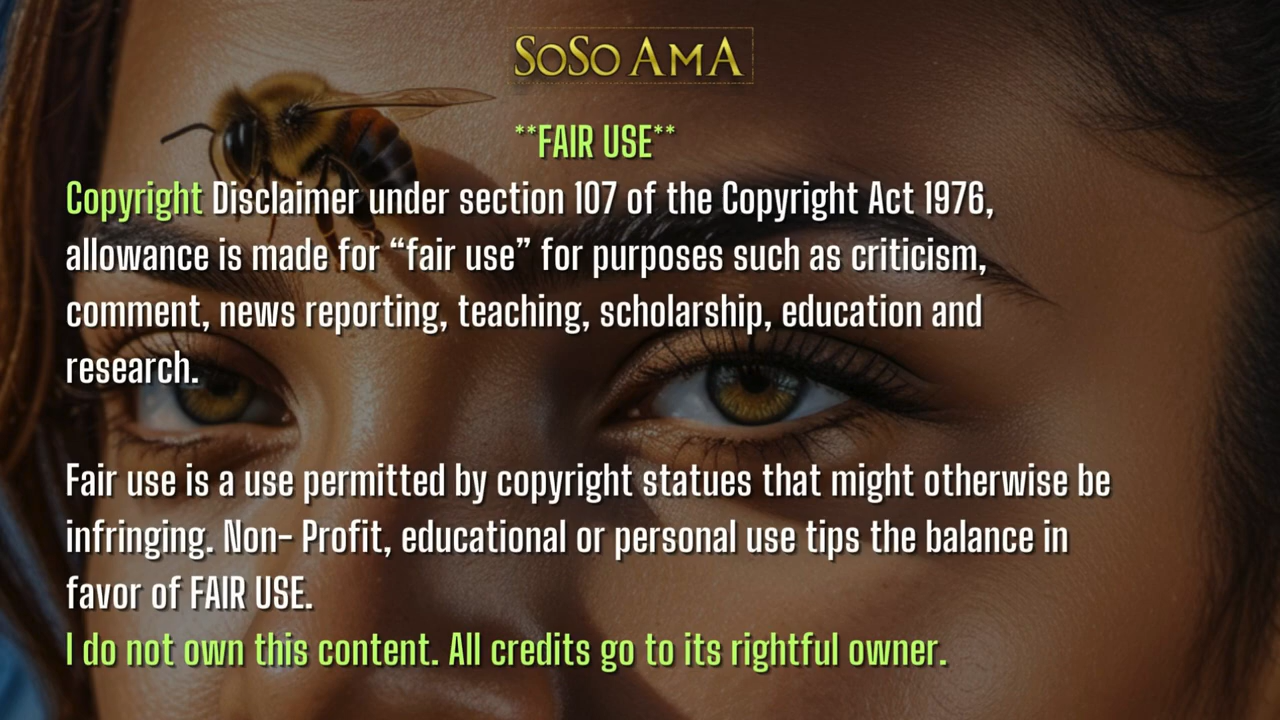 SOSO AMA
**FAIR USE**
Copyright Disclaimer under section 107 of the Copyright Act 1976,
allowance is made for “fair use” for purposes such as criticism,
comment, news reporting, teaching, scholarship, education and
research.
Fair use is a use permitted by copyright statues that might otherwise be
infringing. Non- Profit, educational or personal use tips the balance in
favor of FAIR USE.
I do not own this content. All credits go to its rightful owner.